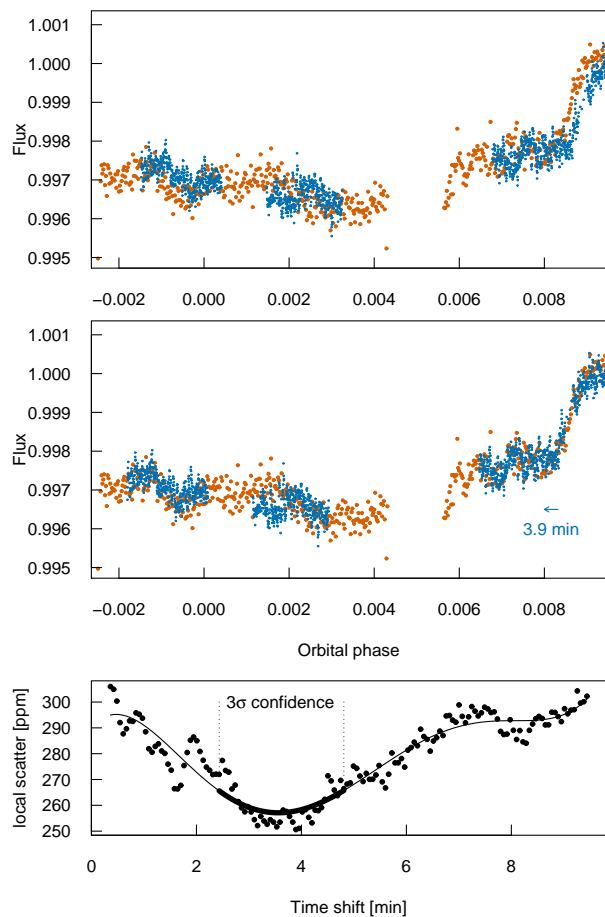 1.001
1.000
0.999
0.998
0.997
0.996
0.995
Flux
−0.002 0.000 0.002 0.004 0.006 0.008
1.001
1.000
0.999
0.998
0.997
0.996
0.995
Flux
3.9 min
←
−0.002 0.000 0.002 0.004 0.006 0.008
Orbital phase
300
290
280
270
260
250
local scatter [ppm]
3σ confidence
0 2 4 6 8
Time shift [min]